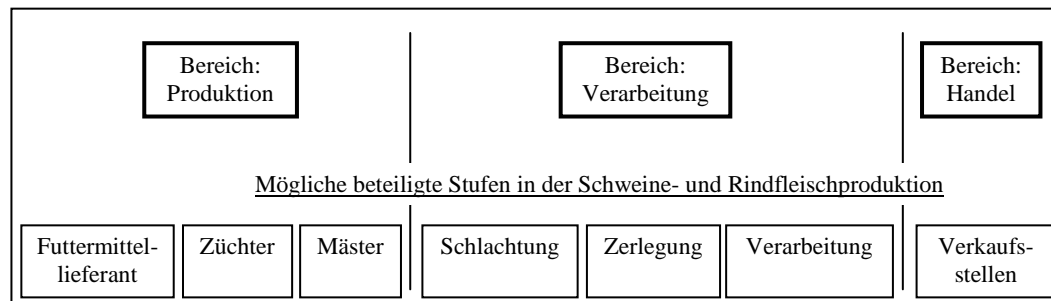 Bereich:
Produktion
Bereich:
Verarbeitung
Bereich:
Handel
Mögliche beteiligte Stufen in der Schweine- und Rindfleischproduktion
Futtermittel-
lieferant
Züchter
Mäster
Schlachtung
Zerlegung
Verarbeitung
Verkaufs-
stellen